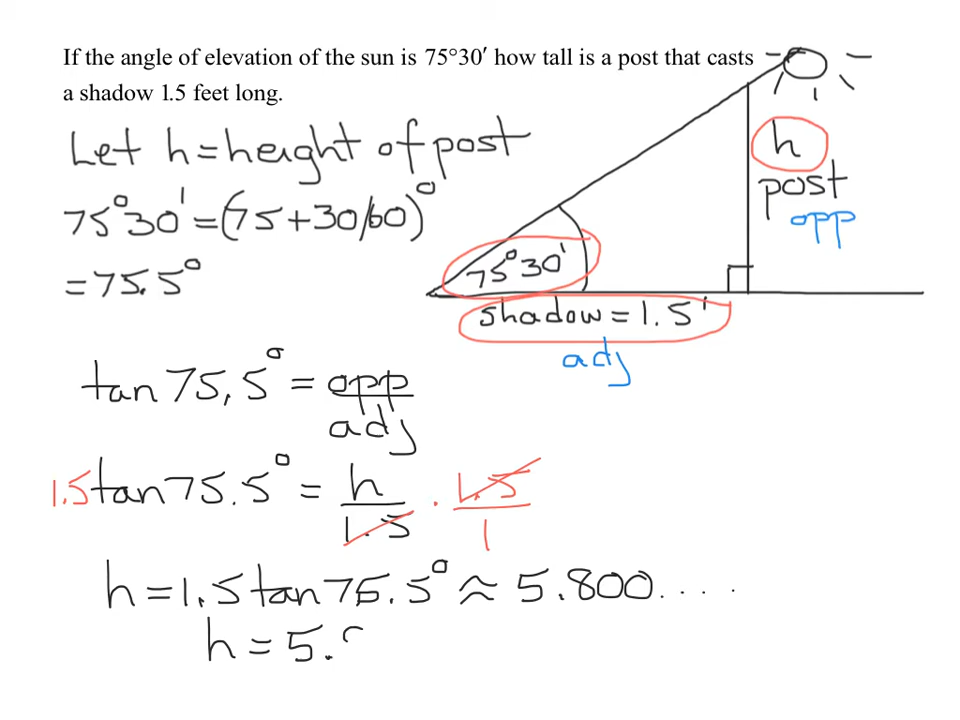 If the angle of elevation of the sun is 75°30′ how tall is a post that casts
a shadow 1.5 feet long.
Let h = height of post
75°30' = (75 + 30/60)°
= 75.5°
h
post
opp
75°30'
shadow = 1.5'
adj
tan 75.5° = opp/adj
1.5 tan 75.5° = h/1.5 · 1.5/1
h = 1.5 tan 75.5° ≈ 5.800....
h = 5.